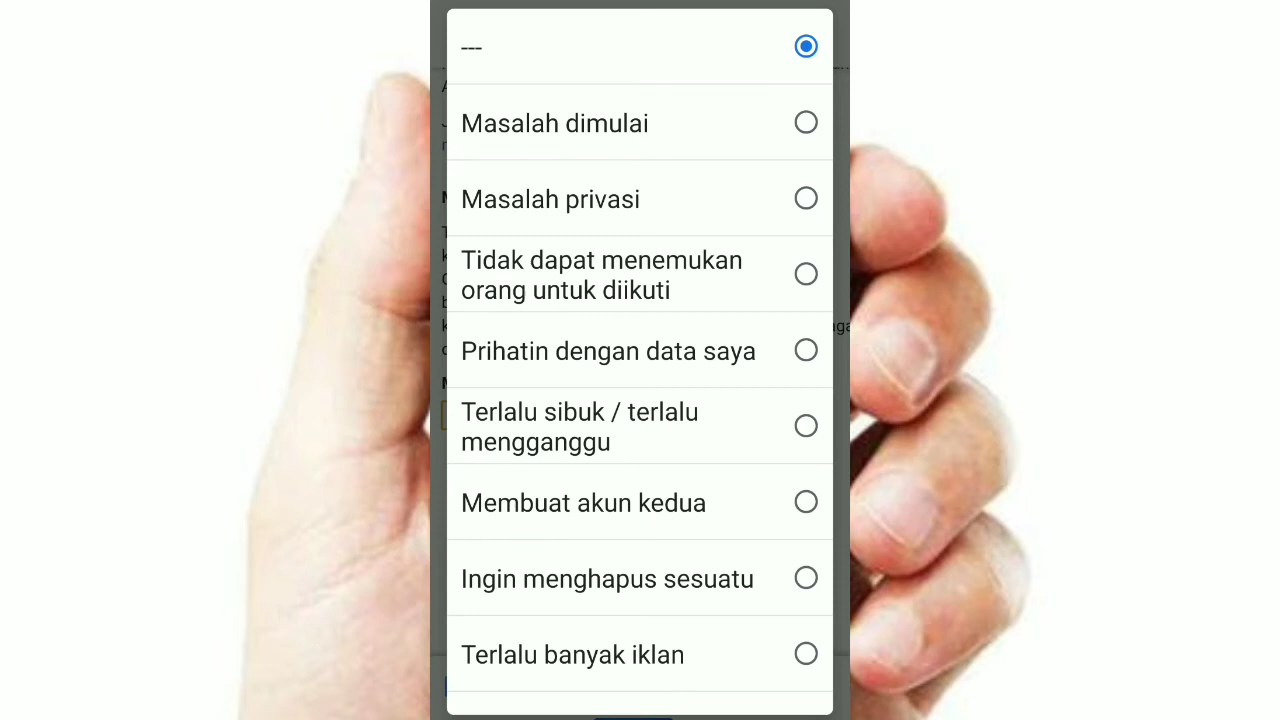 ---
Masalah dimulai
Masalah privasi
Tidak dapat menemukan
orang untuk diikuti
Prihatin dengan data saya
Terlalu sibuk / terlalu
mengganggu
Membuat akun kedua
Ingin menghapus sesuatu
Terlalu banyak iklan